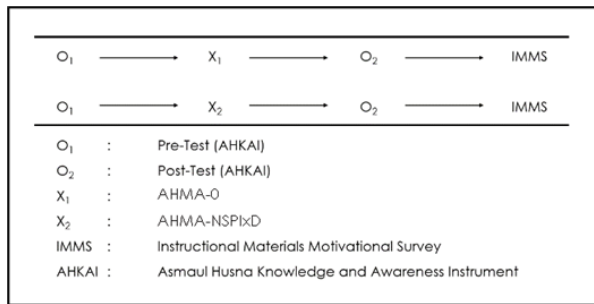 O₁ → X₁ → O₂ → IMMS
O₁ → X₂ → O₂ → IMMS
O₁ : Pre-Test (AHKAI)
O₂ : Post-Test (AHKAI)
X₁ : AHMA-0
X₂ : AHMA-NSPIxD
IMMS : Instructional Materials Motivational Survey
AHKAI : Asmaul Husna Knowledge and Awareness Instrument